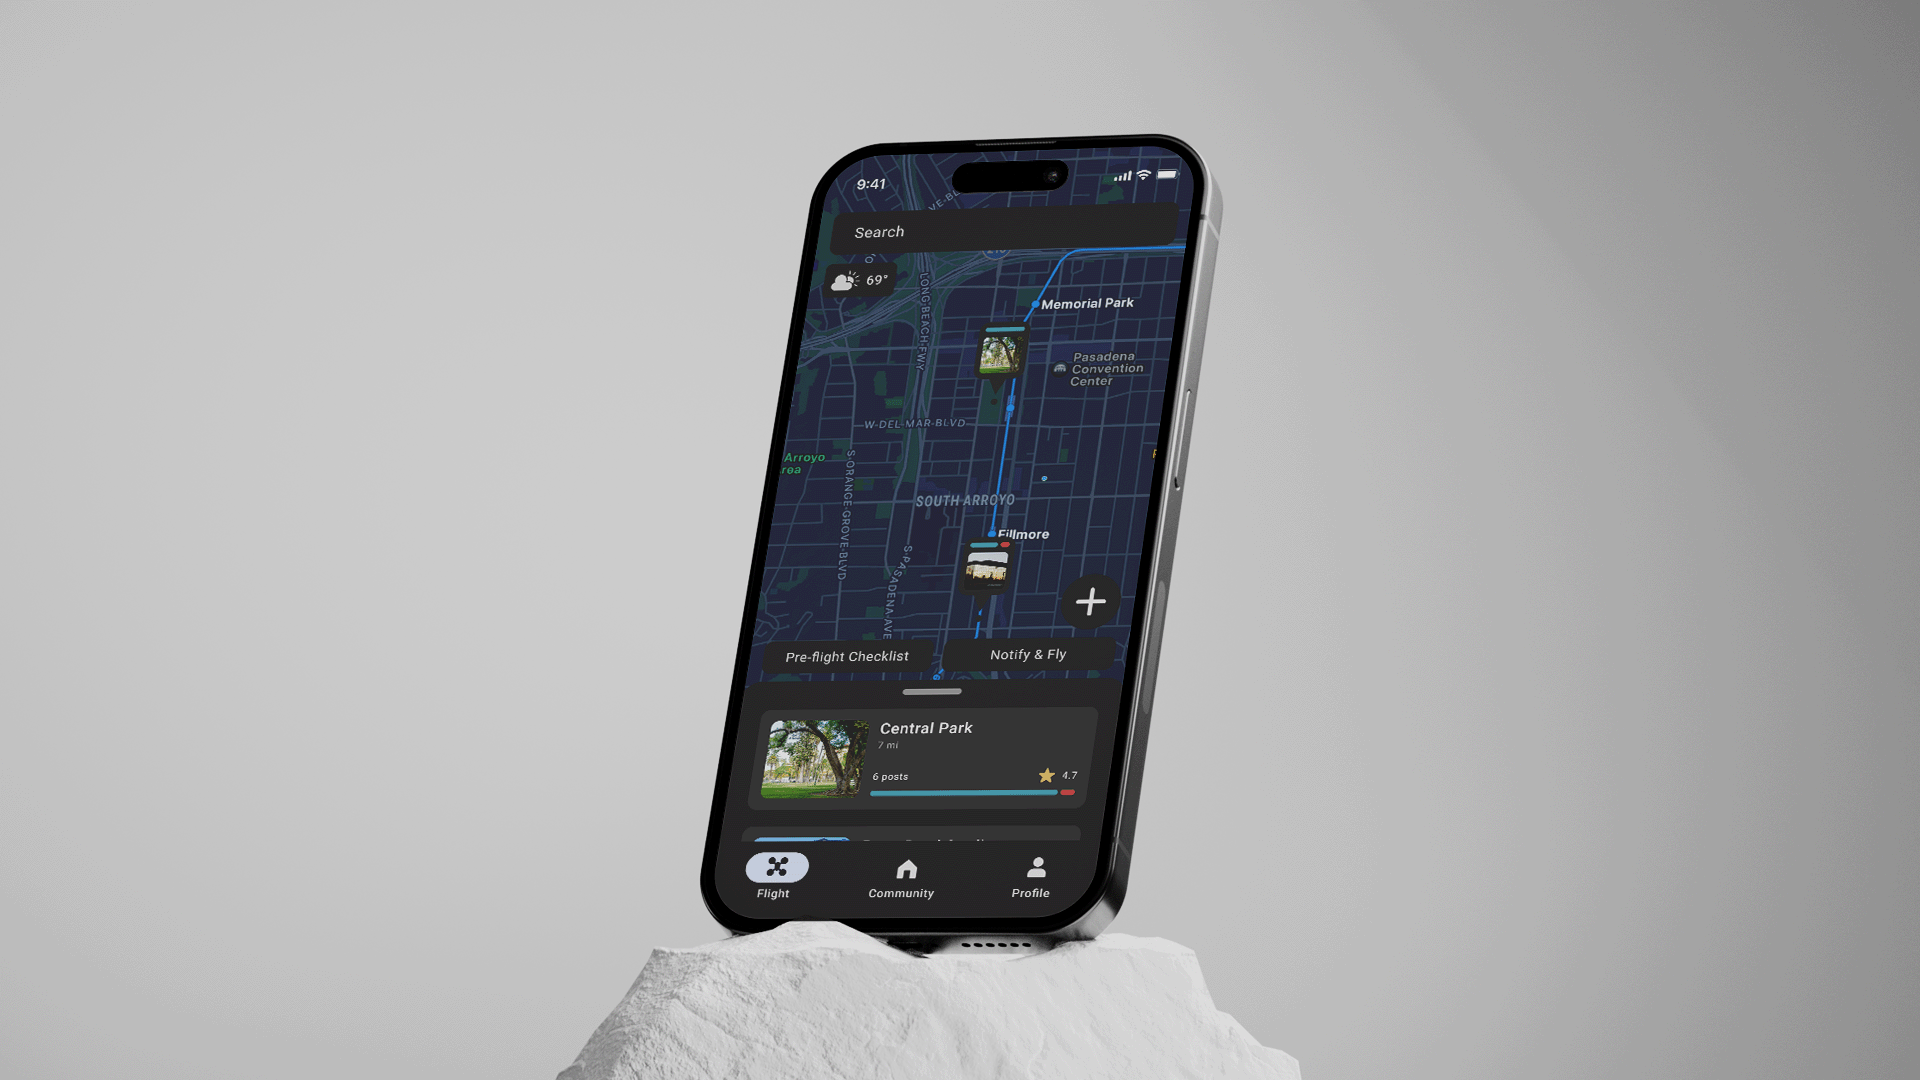 9:41
Search
69°
LONG BEACH FWY
Memorial Park
Pasadena
Convention
Center
W DEL MAR BLVD
Arroyo
rea
S ORANGE GROVE BLVD
SOUTH ARROYO
Fillmore
S PASADENA AVE
Pre-flight Checklist
Notify & Fly
Central Park
7 mi
6 posts
4.7
Flight
Community
Profile